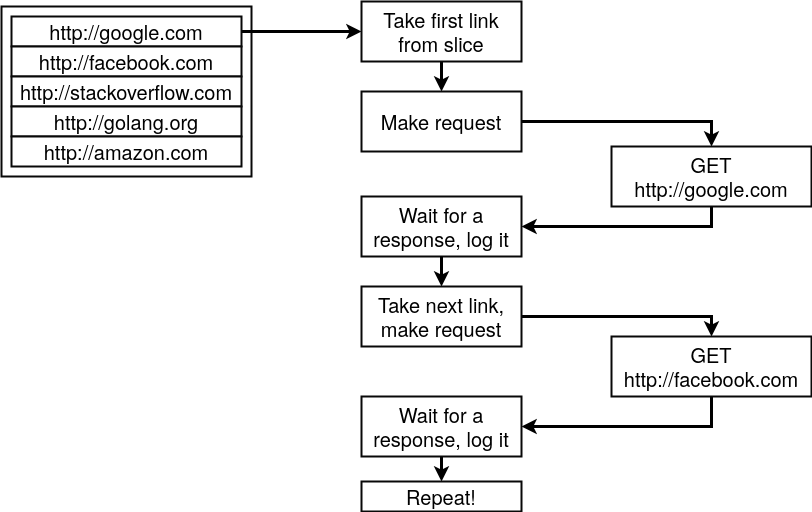 http://google.com
http://facebook.com
http://stackoverflow.com
http://golang.org
http://amazon.com
Take first link
from slice
Make request
GET
http://google.com
Wait for a
response, log it
Take next link,
make request
GET
http://facebook.com
Wait for a
response, log it
Repeat!